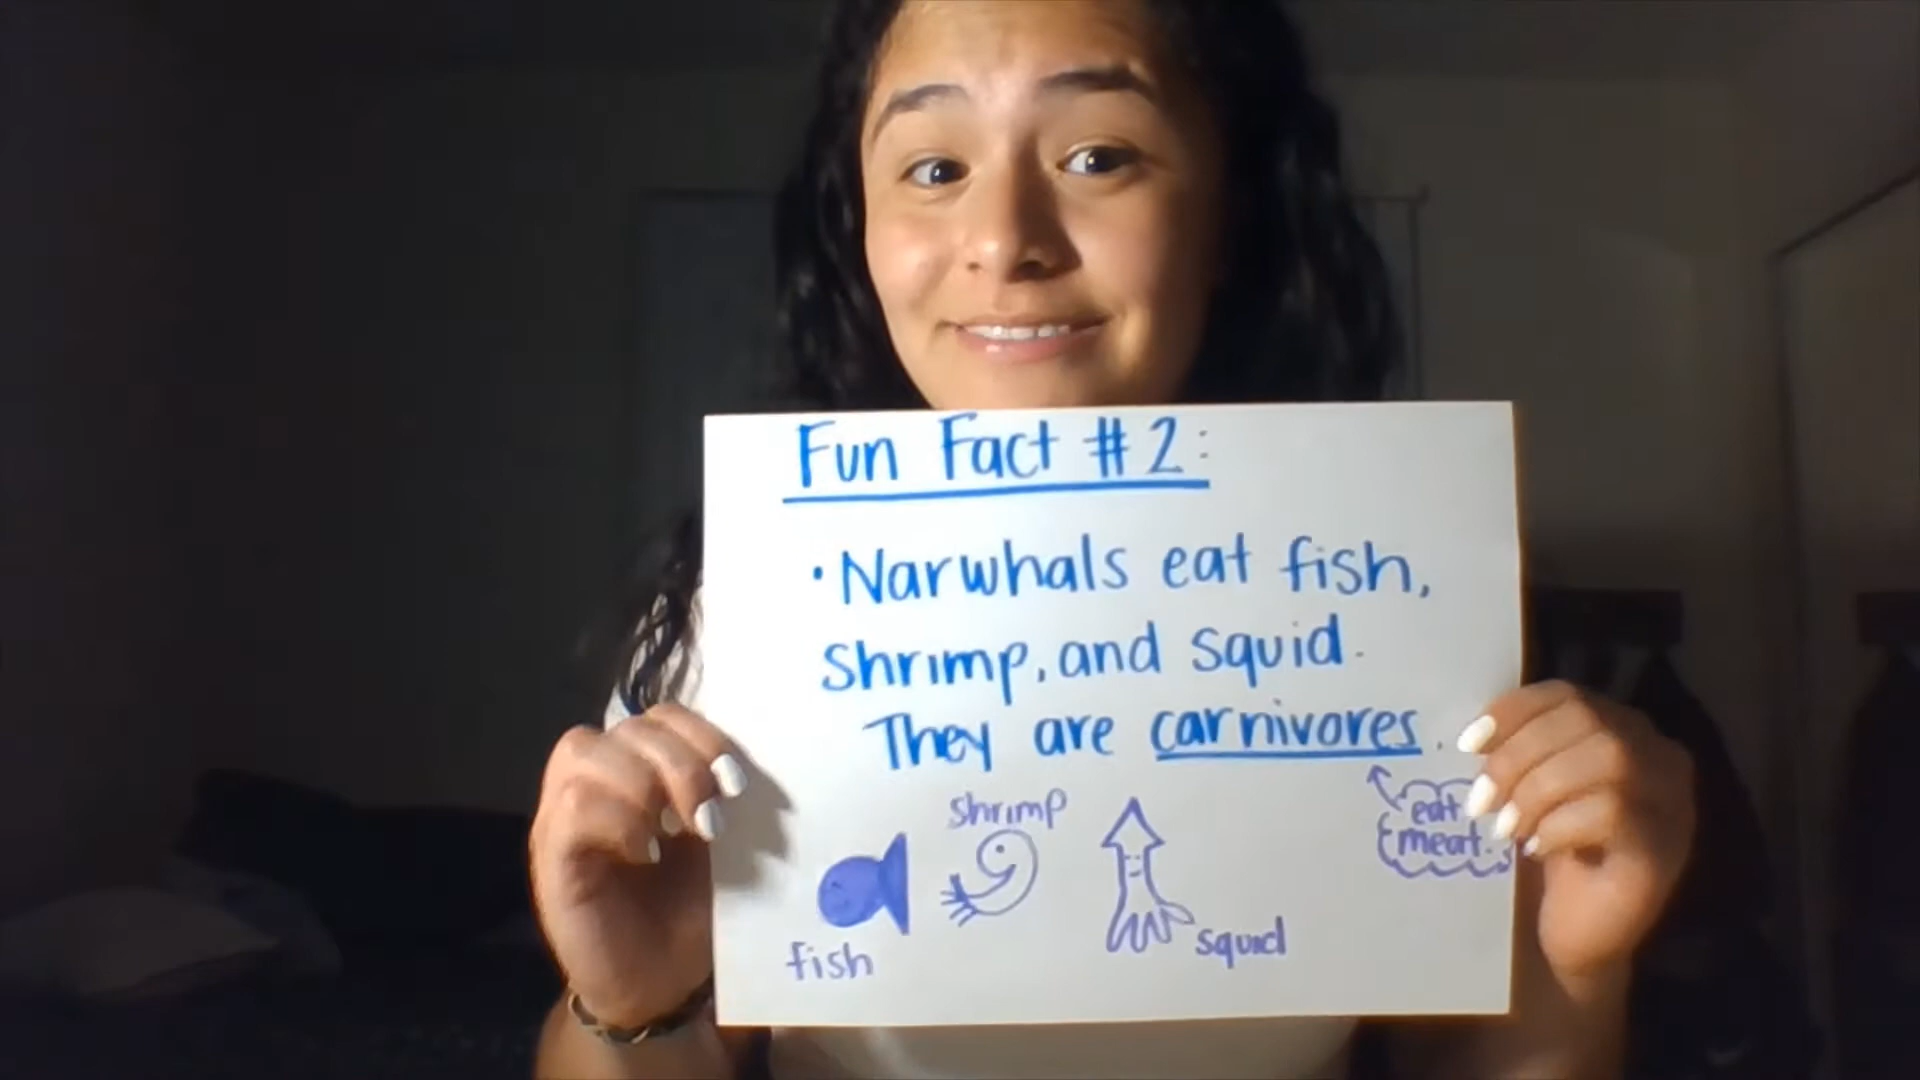 Fun Fact #2:
• Narwhals eat fish,
shrimp, and squid.
They are carnivores.
eat
meat.
shrimp
squid
fish